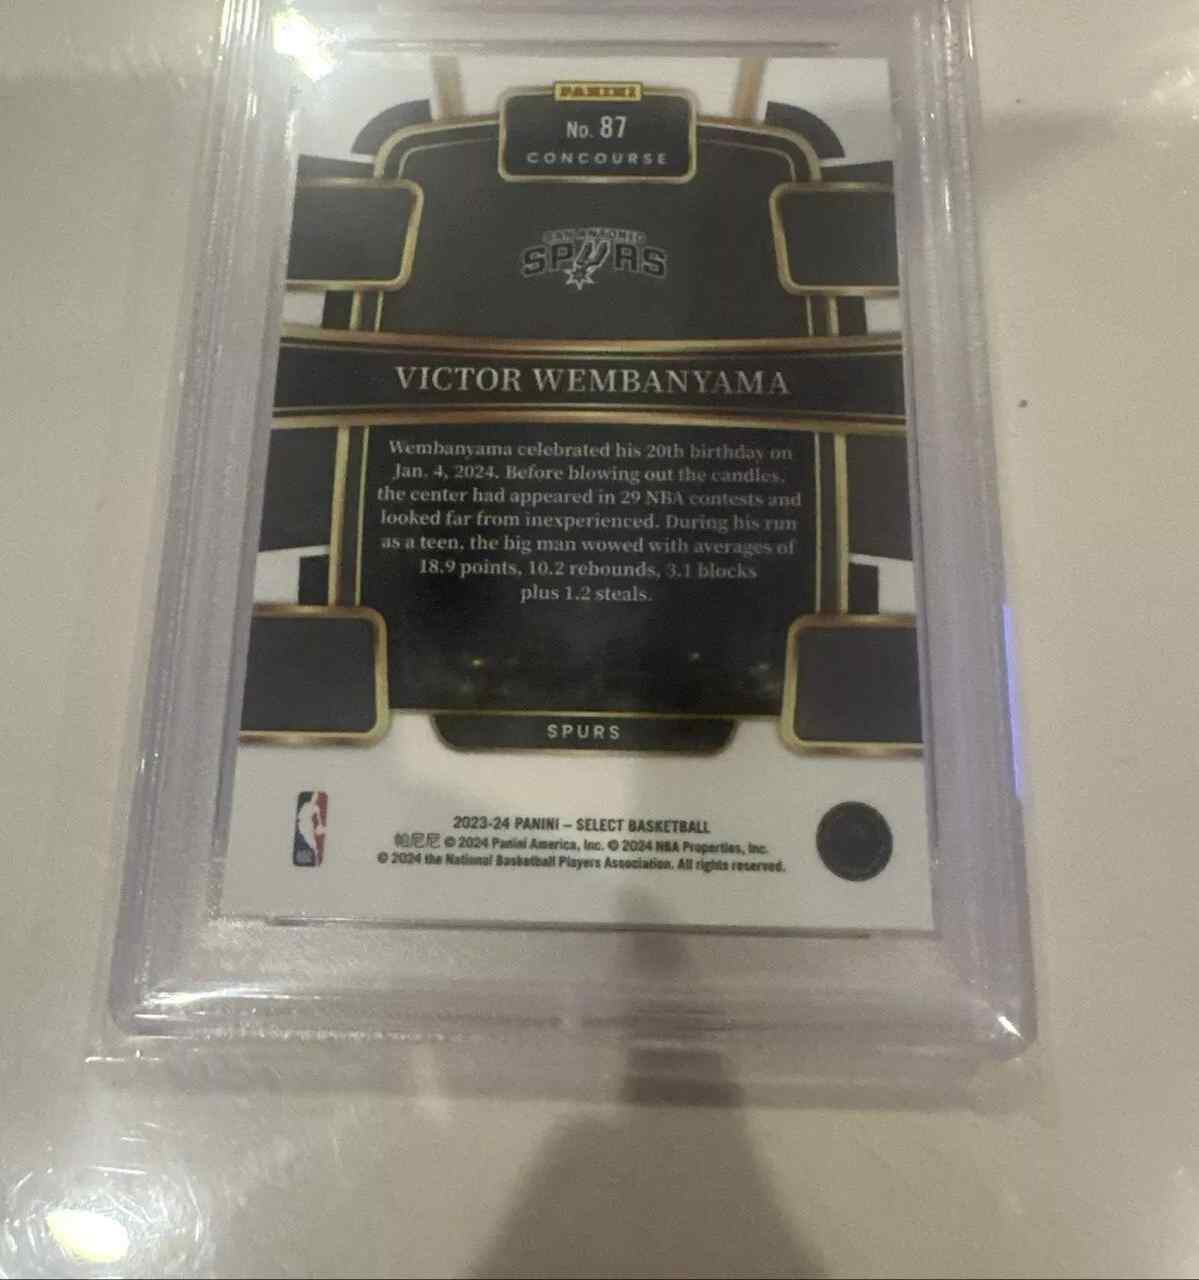 PANINI
No. 87
CONCOURSE
SAN ANTONIO
SPURS
VICTOR WEMBANYAMA
Wembanyama celebrated his 20th birthday on
Jan. 4, 2024. Before blowing out the candles,
the center had appeared in 29 NBA contests and
looked far from inexperienced. During his run
as a teen, the big man wowed with averages of
18.9 points, 10.2 rebounds, 3.1 blocks
plus 1.2 steals.
SPURS
2023-24 PANINI – SELECT BASKETBALL
帕尼尼 © 2024 Panini America, Inc. © 2024 NBA Properties, Inc.
© 2024 the National Basketball Players Association. All rights reserved.